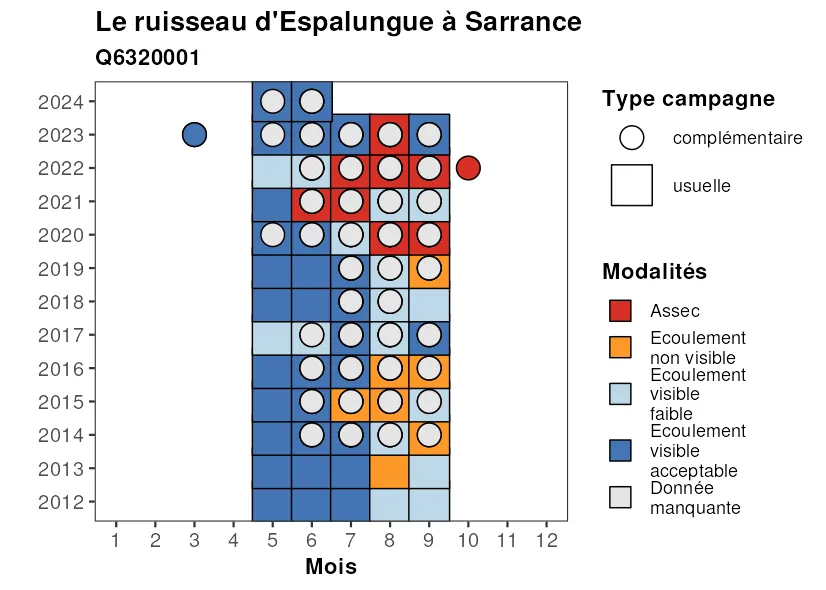 Le ruisseau d'Espalungue à Sarrance
Q6320001
2024
2023
2022
2021
2020
2019
2018
2017
2016
2015
2014
2013
2012
1 2 3 4 5 6 7 8 9 10 11 12
Mois
Type campagne
complémentaire
usuelle
Modalités
Assec
Ecoulement
non visible
Ecoulement
visible
faible
Ecoulement
visible
acceptable
Donnée
manquante